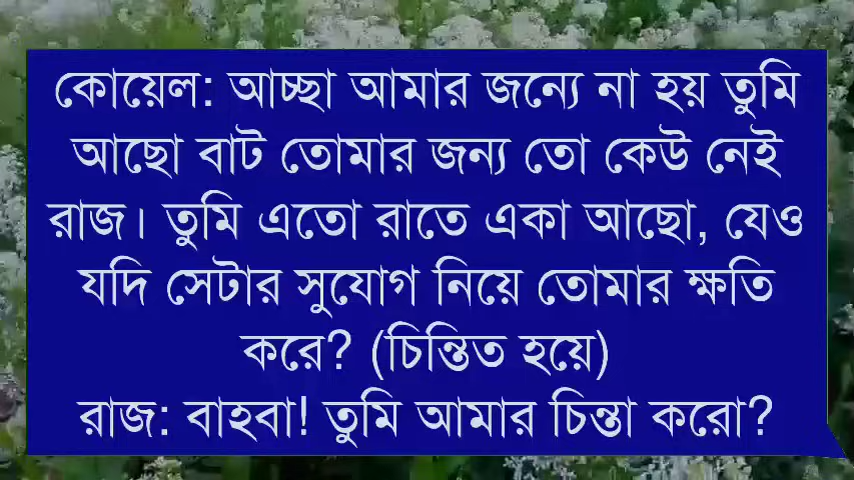 কোয়েল: আচ্ছা আমার জন্যে না হয় তুমি
আছো বাট তোমার জন্য তো কেউ নেই
রাজ। তুমি এতো রাতে একা আছো, যেও
যদি সেটার সুযোগ নিয়ে তোমার ক্ষতি
করে? (চিন্তিত হয়ে)
রাজ: বাহবা! তুমি আমার চিন্তা করো?